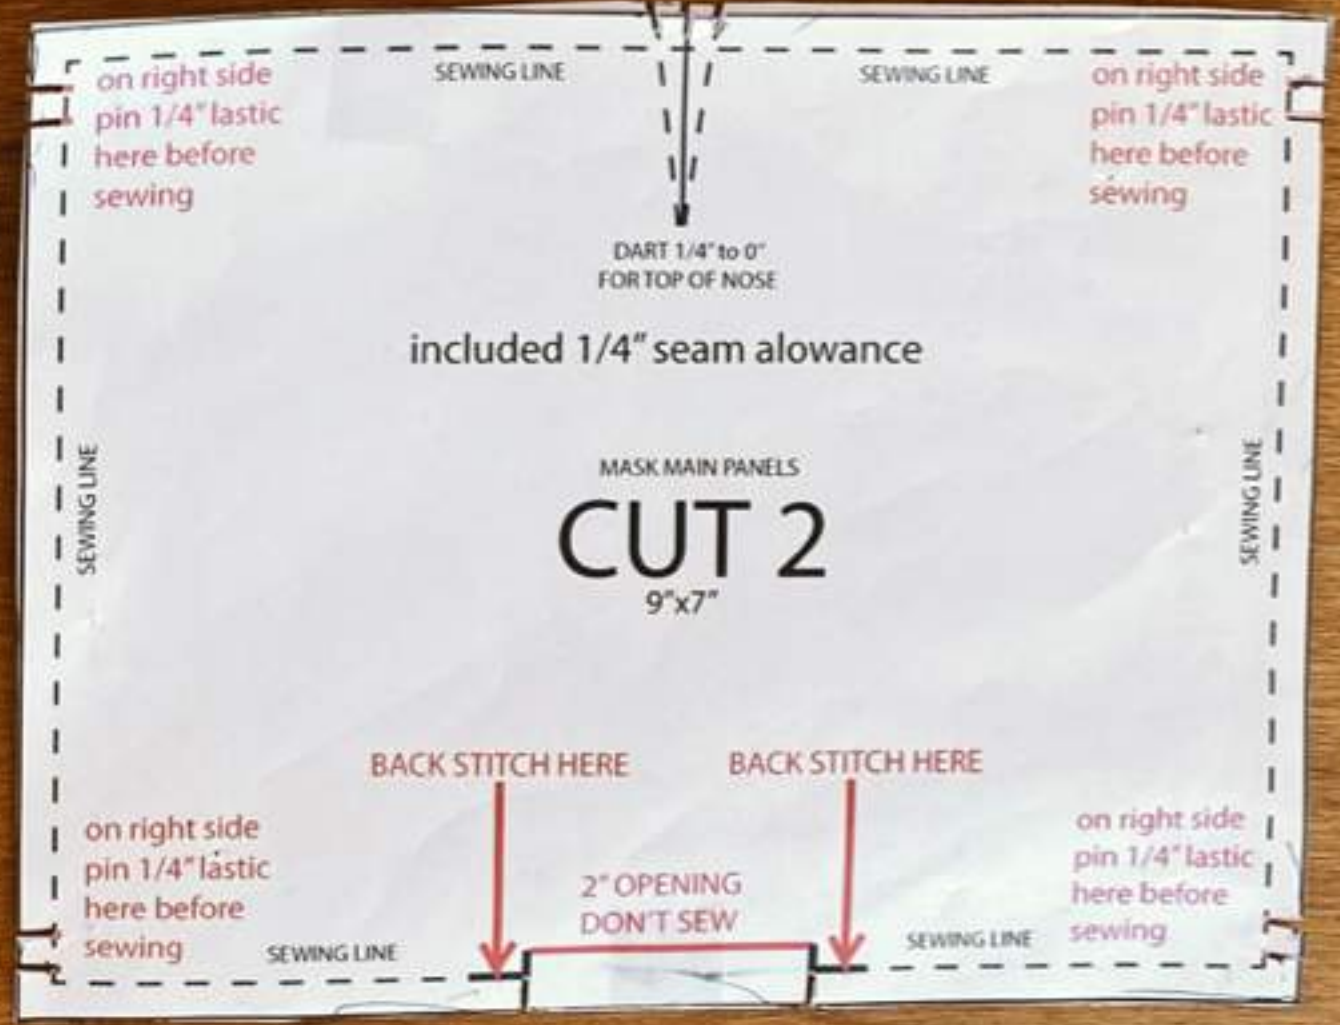 on right side
pin 1/4" lastic
here before
sewing
SEWING LINE
SEWING LINE
on right side
pin 1/4" lastic
here before
sewing
DART 1/4" to 0"
FOR TOP OF NOSE
included 1/4" seam alowance
SEWING LINE
MASK MAIN PANELS
CUT 2
9"x7"
SEWING LINE
BACK STITCH HERE
BACK STITCH HERE
on right side
pin 1/4" lastic
here before
sewing
SEWING LINE
2" OPENING
DON'T SEW
SEWING LINE
on right side
pin 1/4" lastic
here before
sewing